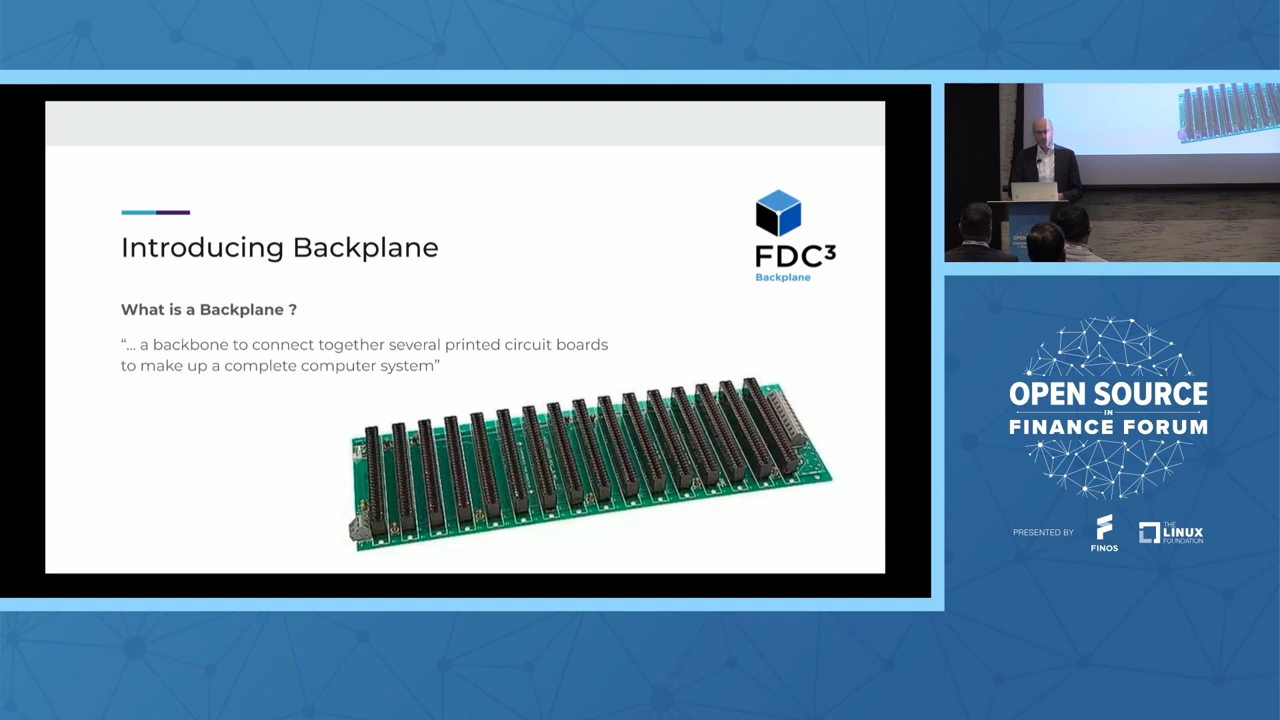 Introducing Backplane
FDC³
Backplane
What is a Backplane ?
“... a backbone to connect together several printed circuit boards
to make up a complete computer system”
OPEN SOURCE
IN
FINANCE FORUM
PRESENTED BY
FINOS
THE
LINUX
FOUNDATION